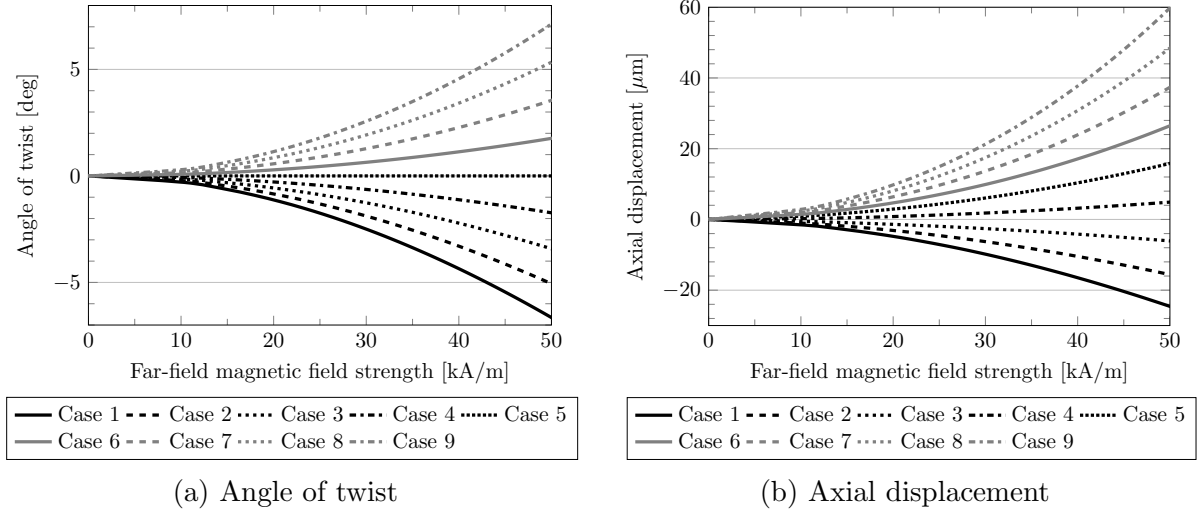 5
0
−5
0 10 20 30 40 50
Angle of twist [deg]
Far-field magnetic field strength [kA/m]
Case 1 Case 2 Case 3 Case 4 Case 5
Case 6 Case 7 Case 8 Case 9
(a) Angle of twist
60
40
20
0
−20
0 10 20 30 40 50
Axial displacement [μm]
Far-field magnetic field strength [kA/m]
Case 1 Case 2 Case 3 Case 4 Case 5
Case 6 Case 7 Case 8 Case 9
(b) Axial displacement